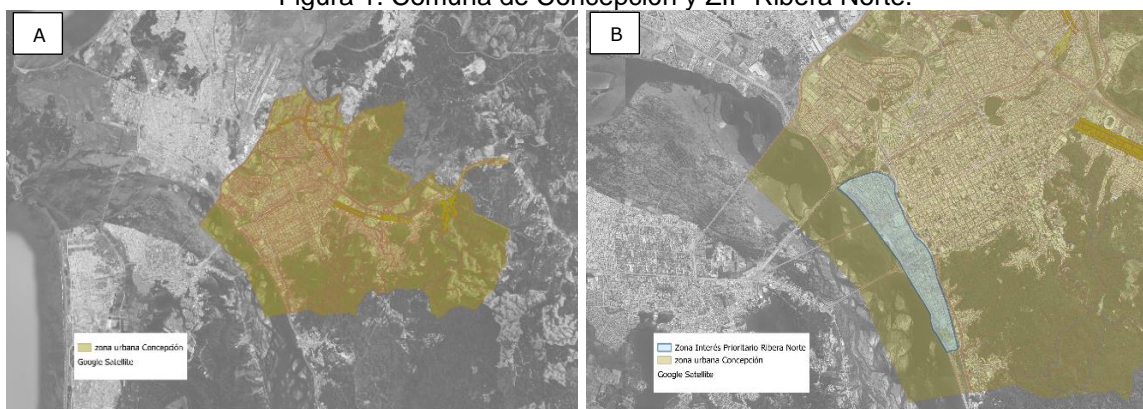 Figura 1. Comuna de Concepción y ZIP Ribera Norte.
A
B
zona urbana Concepción
Google Satellite
Zona Interés Prioritario Ribera Norte
zona urbana Concepción
Google Satellite